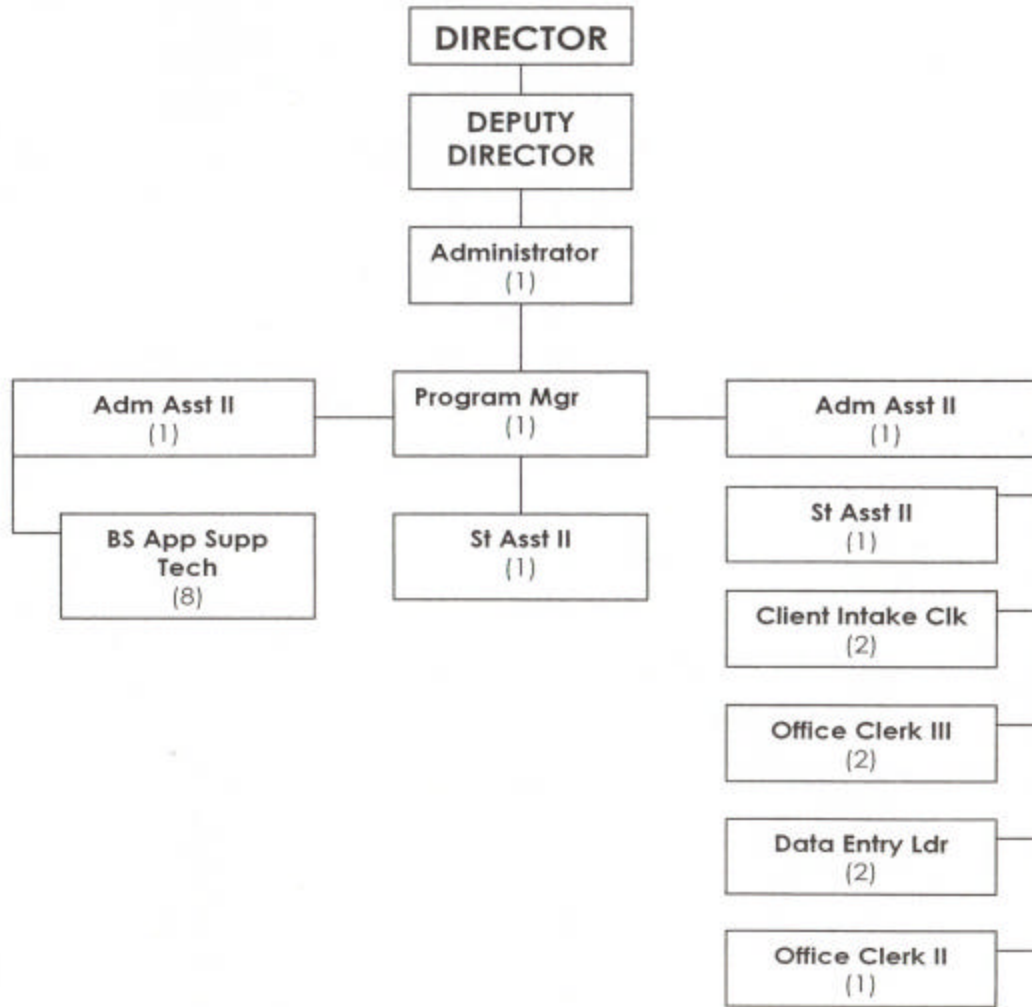 DIRECTOR
DEPUTY
DIRECTOR
Administrator
(1)
Adm Asst II
(1)
Program Mgr
(1)
Adm Asst II
(1)
BS App Supp
Tech
(8)
St Asst II
(1)
St Asst II
(1)
Client Intake Clk
(2)
Office Clerk III
(2)
Data Entry Ldr
(2)
Office Clerk II
(1)